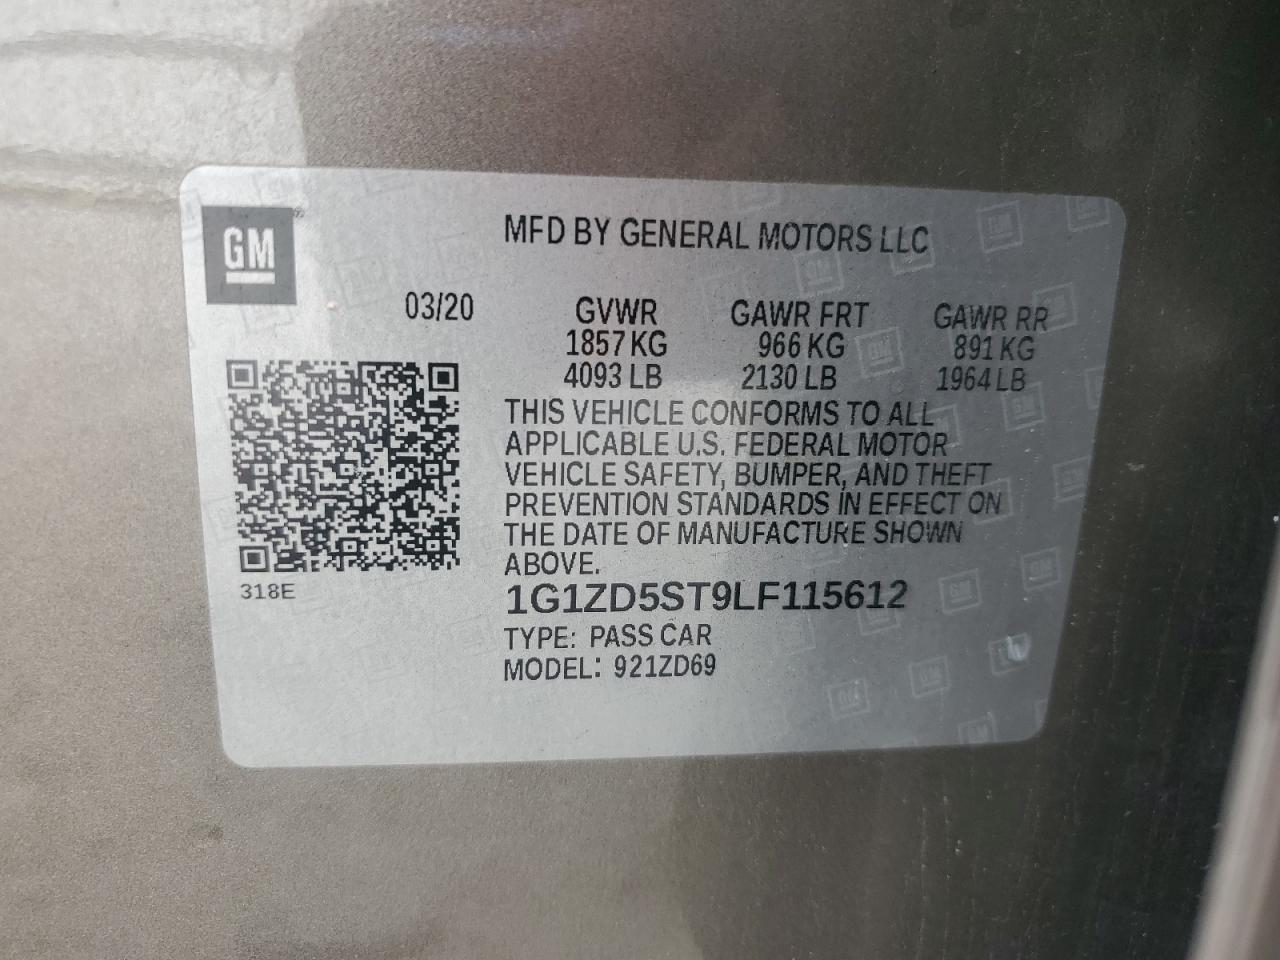 GM
MFD BY GENERAL MOTORS LLC
03/20 GVWR GAWR FRT GAWR RR
1857 KG 966 KG 891 KG
4093 LB 2130 LB 1964 LB
THIS VEHICLE CONFORMS TO ALL
APPLICABLE U.S. FEDERAL MOTOR
VEHICLE SAFETY, BUMPER, AND THEFT
PREVENTION STANDARDS IN EFFECT ON
THE DATE OF MANUFACTURE SHOWN
ABOVE.
318E
1G1ZD5ST9LF115612
TYPE: PASS CAR
MODEL: 921ZD69